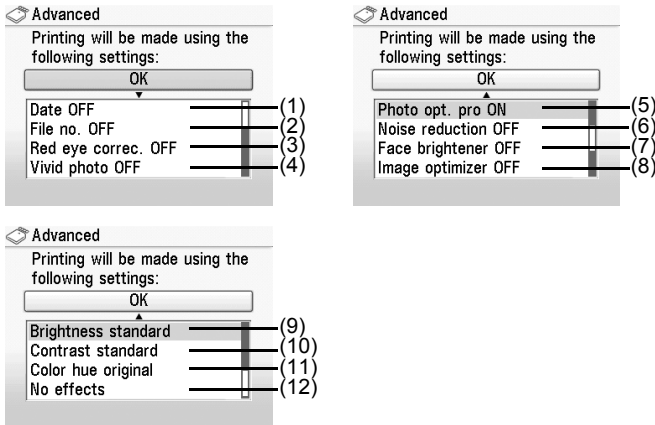 Advanced
Printing will be made using the
following settings:
OK
Date OFF (1)
File no. OFF (2)
Red eye correc. OFF (3)
Vivid photo OFF (4)
Advanced
Printing will be made using the
following settings:
OK
Photo opt. pro ON (5)
Noise reduction OFF (6)
Face brightener OFF (7)
Image optimizer OFF (8)
Advanced
Printing will be made using the
following settings:
OK
Brightness standard (9)
Contrast standard (10)
Color hue original (11)
No effects (12)